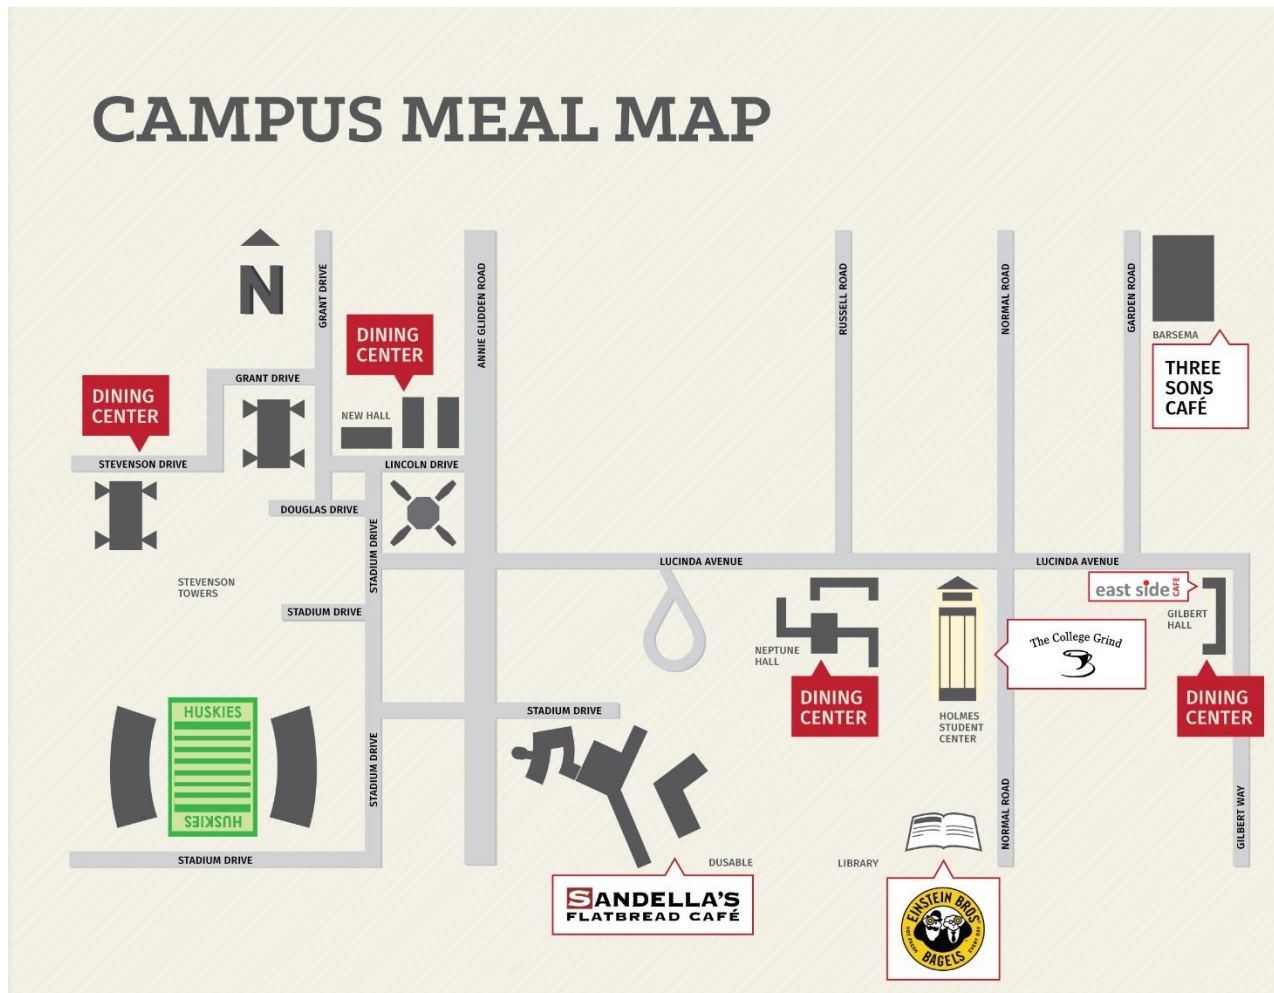 CAMPUS MEAL MAP
N
GRANT DRIVE
ANNIE GLIDDEN ROAD
RUSSELL ROAD
NORMAL ROAD
GARDEN ROAD
BARSEMA
THREE
SONS
CAFÉ
DINING
CENTER
GRANT DRIVE
DINING
CENTER
NEW HALL
STEVENSON DRIVE
LINCOLN DRIVE
DOUGLAS DRIVE
STADIUM DRIVE
LUCINDA AVENUE
LUCINDA AVENUE
STEVENSON
TOWERS
STADIUM DRIVE
east side CAFE
GILBERT
HALL
The College Grind
NEPTUNE
HALL
DINING
CENTER
DINING
CENTER
HOLMES
STUDENT
CENTER
HUSKIES
HUSKIES
STADIUM DRIVE
STADIUM DRIVE
NORMAL ROAD
GILBERT WAY
STADIUM DRIVE
DUSABLE
LIBRARY
SANDELLA'S
FLATBREAD CAFÉ
EINSTEIN BROS
HOT FRESH
EVERY DAY
BAGELS